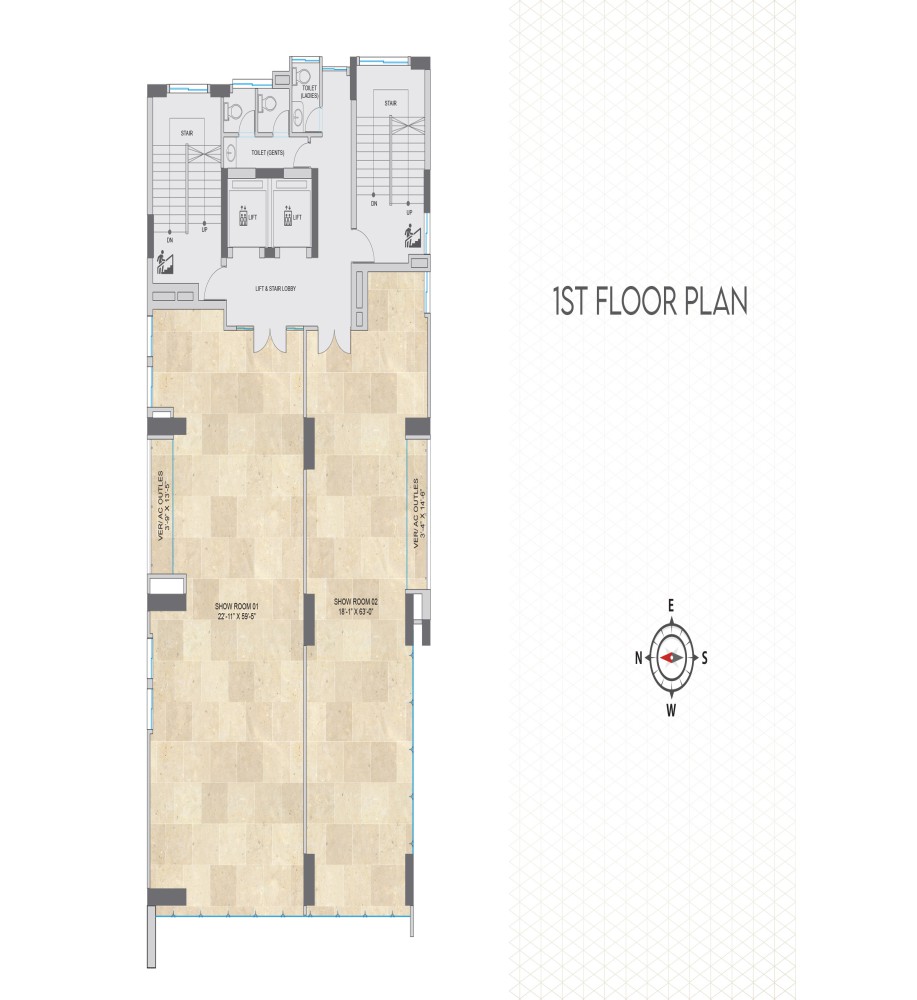 TOILET
(LADIES)
STAIR
STAIR
TOILET (GENTS)
DN
UP
LIFT
LIFT
DN
UP
LIFT & STAIR LOBBY
1ST FLOOR PLAN
VER/ AC OUTLES
3'-9" X 13'-5"
VER/ AC OUTLES
3'-4" X 14'-6"
SHOW ROOM 01
22'-11" X 59'-5"
SHOW ROOM 02
18'-1" X 63'-0"
E
N
S
W